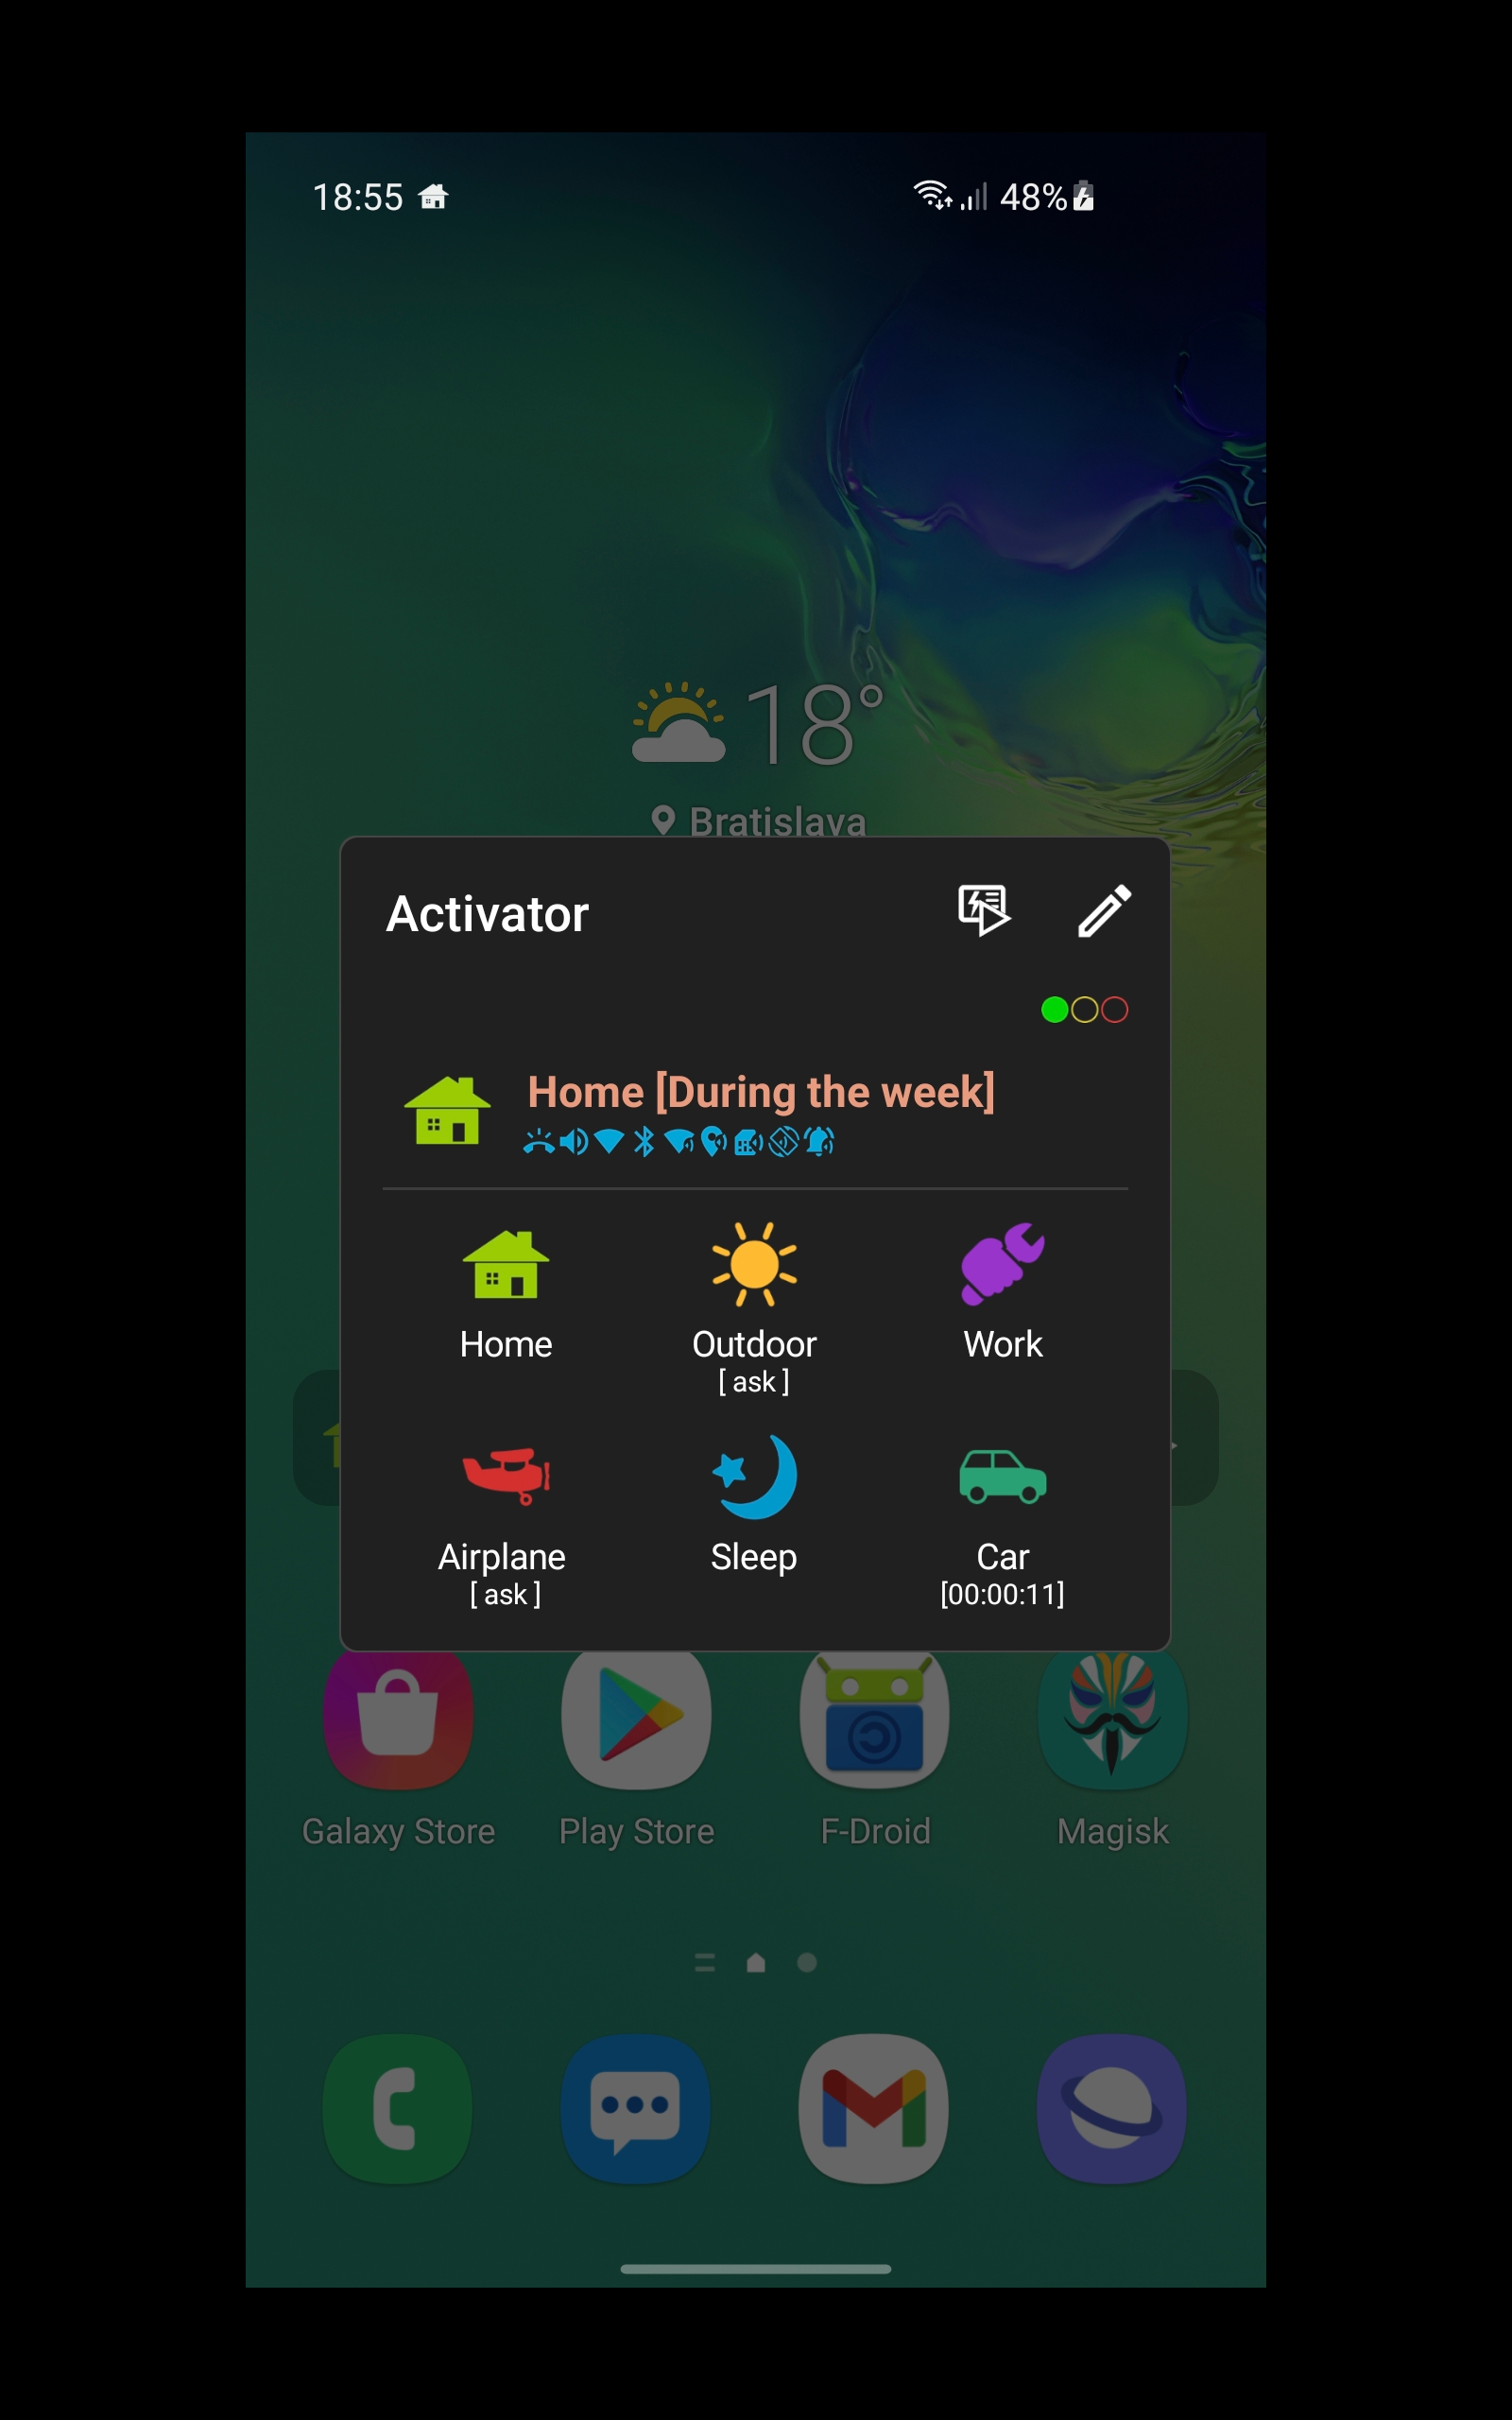 18:55
48%
18°
Bratislava
Activator
Home [During the week]
Home
Outdoor
Work
[ ask ]
Airplane
Sleep
Car
[ ask ]
[00:00:11]
Galaxy Store
Play Store
F-Droid
Magisk